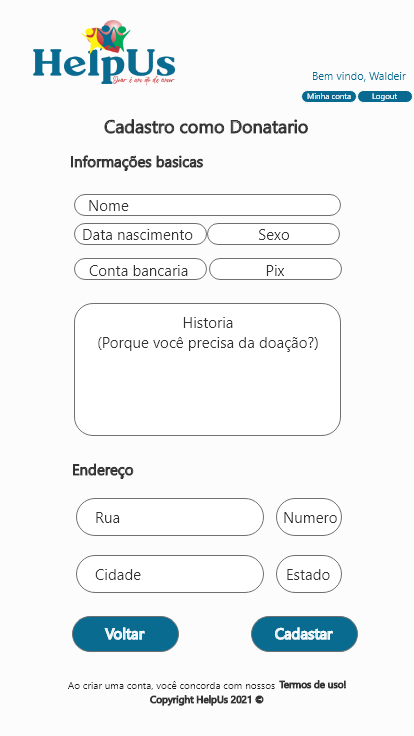 HelpUs
Doar é um ato de amor
Bem vindo, Waldeir
Minha conta Logout
Cadastro como Donatario
Informações basicas
Nome
Data nascimento Sexo
Conta bancaria Pix
Historia
(Porque você precisa da doação?)
Endereço
Rua Numero
Cidade Estado
Voltar Cadastar
Ao criar uma conta, você concorda com nossos Termos de uso!
Copyright HelpUs 2021 ©